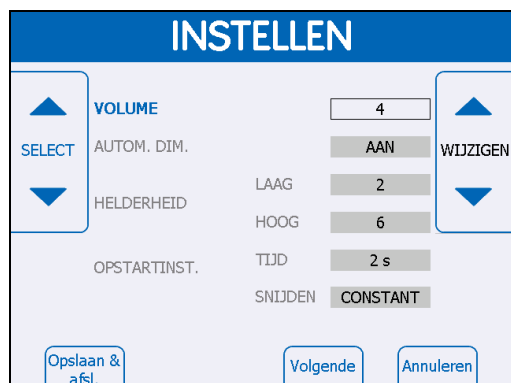 INSTELLEN
SELECT
VOLUME 4
AUTOM. DIM. AAN
HELDERHEID
LAAG 2
HOOG 6
OPSTARTINST.
TIJD 2 s
SNIJDEN CONSTANT
WIJZIGEN
Opslaan &
afsl.
Volgende
Annuleren